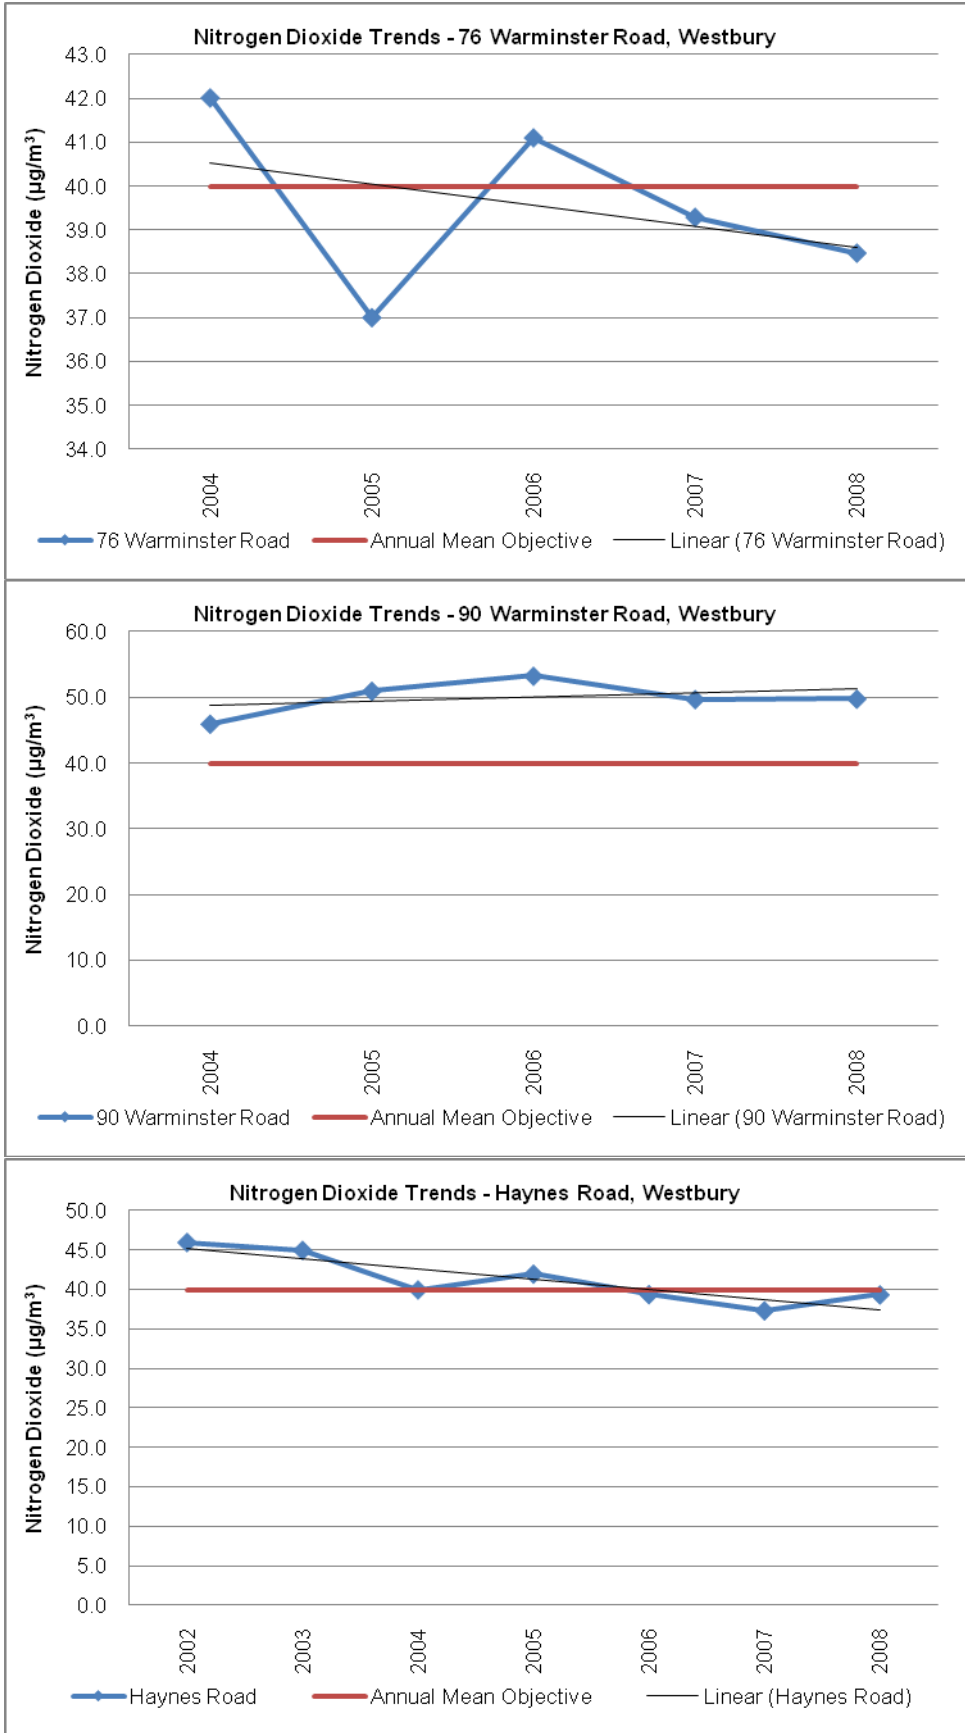 Nitrogen Dioxide Trends - 76 Warminster Road, Westbury
Nitrogen Dioxide (µg/m³)
43.0
42.0
41.0
40.0
39.0
38.0
37.0
36.0
35.0
34.0
2004 2005 2006 2007 2008
76 Warminster Road Annual Mean Objective Linear (76 Warminster Road)
Nitrogen Dioxide Trends - 90 Warminster Road, Westbury
Nitrogen Dioxide (µg/m³)
60.0
50.0
40.0
30.0
20.0
10.0
0.0
2004 2005 2006 2007 2008
90 Warminster Road Annual Mean Objective Linear (90 Warminster Road)
Nitrogen Dioxide Trends - Haynes Road, Westbury
Nitrogen Dioxide (µg/m³)
50.0
45.0
40.0
35.0
30.0
25.0
20.0
15.0
10.0
5.0
0.0
2002 2003 2004 2005 2006 2007 2008
Haynes Road Annual Mean Objective Linear (Haynes Road)